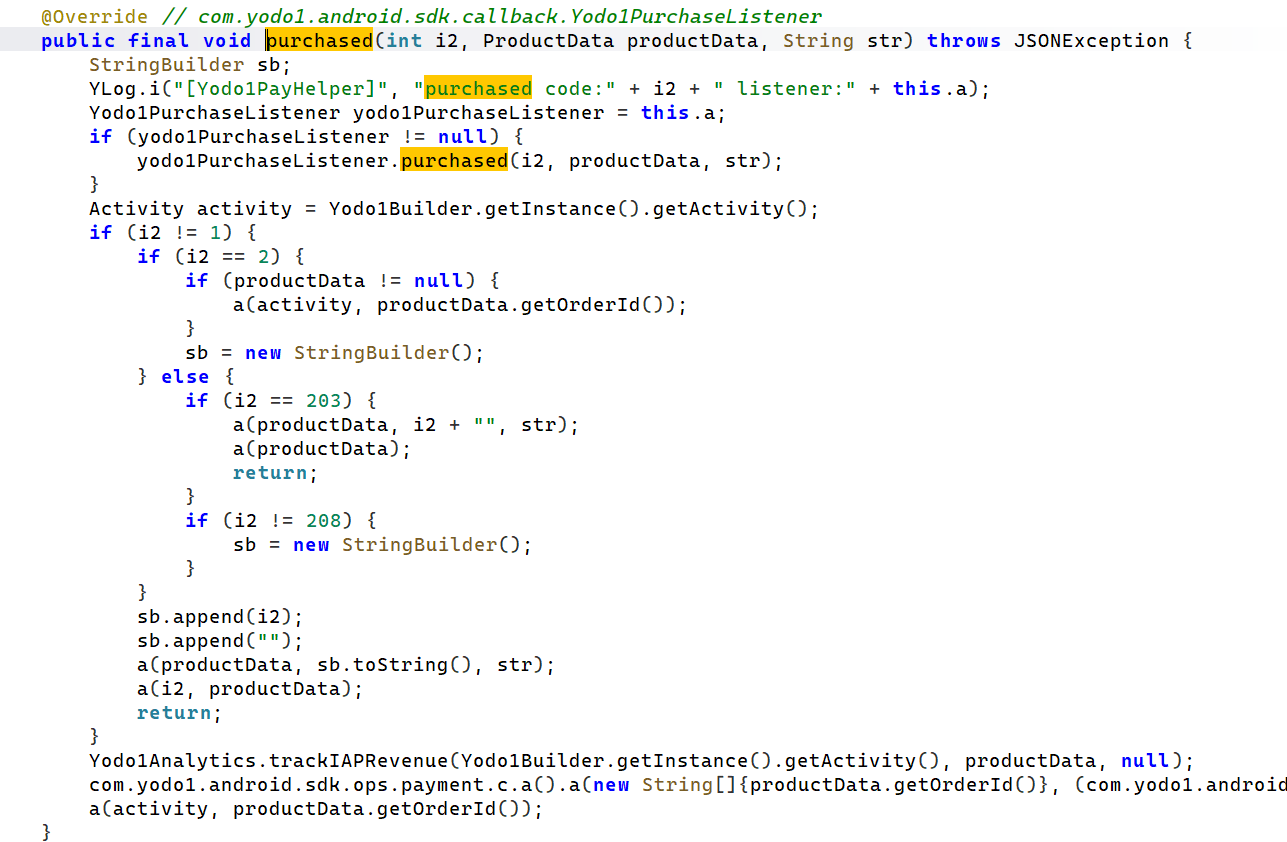 @Override // com.yodo1.android.sdk.callback.Yodo1PurchaseListener
public final void purchased(int i2, ProductData productData, String str) throws JSONException {
    StringBuilder sb;
    YLog.i("[Yodo1PayHelper]", "purchased code:" + i2 + " listener:" + this.a);
    Yodo1PurchaseListener yodo1PurchaseListener = this.a;
    if (yodo1PurchaseListener != null) {
        yodo1PurchaseListener.purchased(i2, productData, str);
    }
    Activity activity = Yodo1Builder.getInstance().getActivity();
    if (i2 != 1) {
        if (i2 == 2) {
            if (productData != null) {
                a(activity, productData.getOrderId());
            }
            sb = new StringBuilder();
        } else {
            if (i2 == 203) {
                a(productData, i2 + "", str);
                a(productData);
                return;
            }
            if (i2 != 208) {
                sb = new StringBuilder();
            }
        }
        sb.append(i2);
        sb.append("");
        a(productData, sb.toString(), str);
        a(i2, productData);
        return;
    }
    Yodo1Analytics.trackIAPRevenue(Yodo1Builder.getInstance().getActivity(), productData, null);
    com.yodo1.android.sdk.ops.payment.c.a().a(new String[]{productData.getOrderId()}, (com.yodo1.android
    a(activity, productData.getOrderId());
}